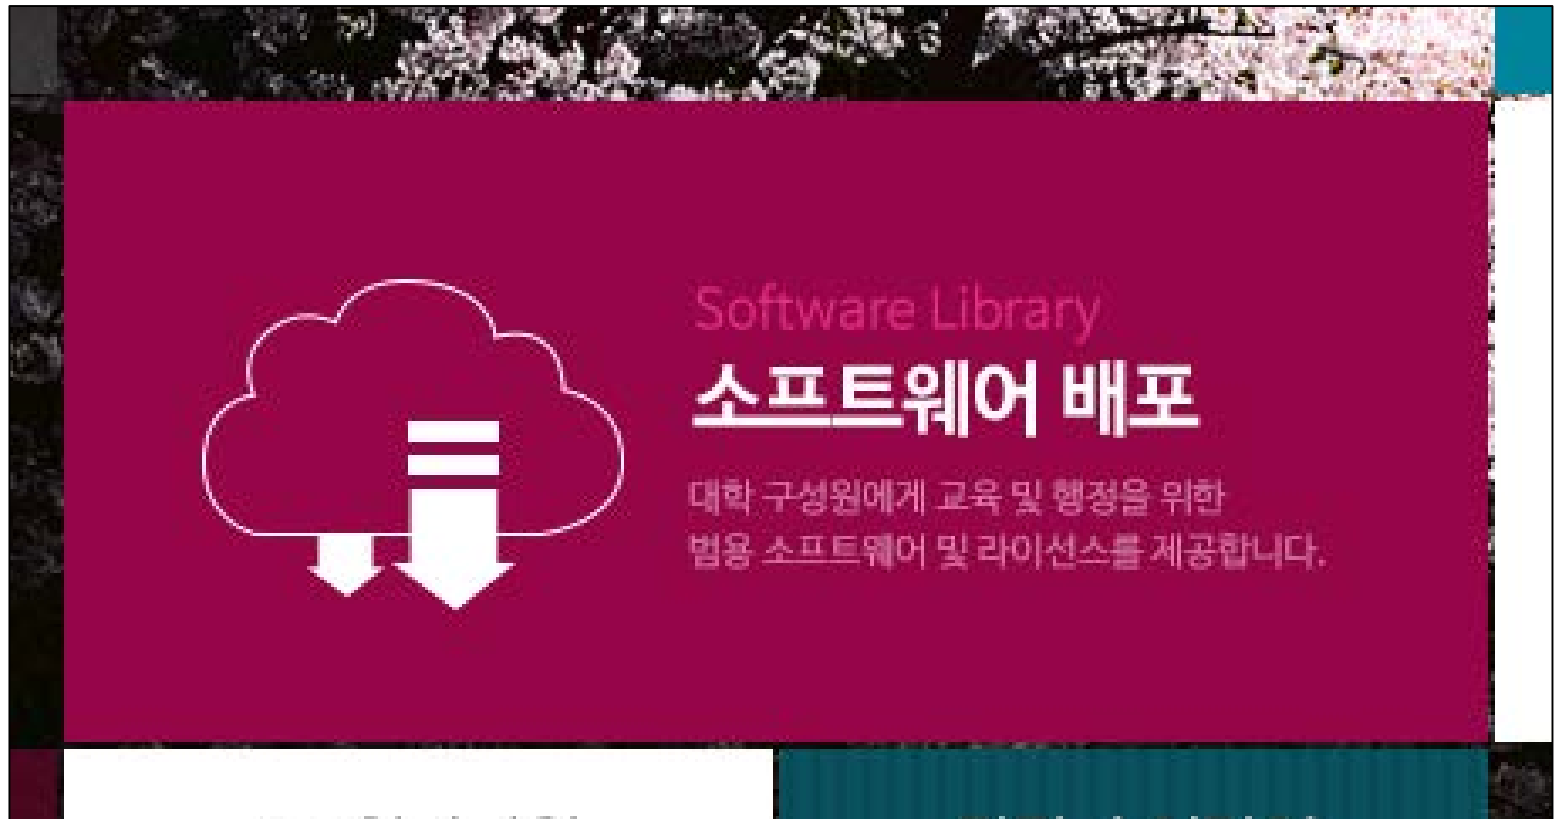 Software Library
소프트웨어 배포
대학 구성원에게 교육 및 행정을 위한
범용 소프트웨어 및 라이선스를 제공합니다.